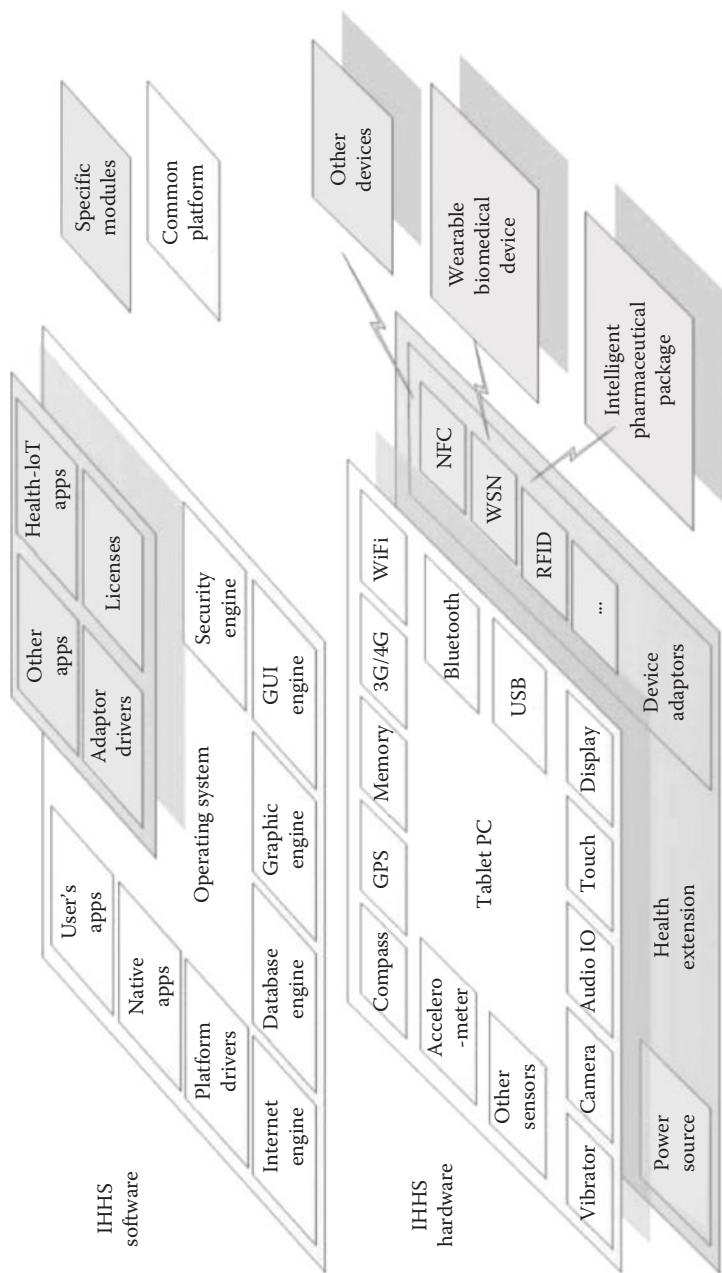 IHHS
software
User's
apps
Native
apps
Platform
drivers
Internet
engine
Database
engine
Graphic
engine
GUI
engine
Security
engine
Operating system
Other
apps
Health-IoT
apps
Adaptor
drivers
Licenses
Specific
modules
Common
platform
IHHS
hardware
Compass
GPS
Memory
3G/4G
WiFi
Accelero
-meter
Bluetooth
Other
sensors
USB
Tablet PC
Vibrator
Camera
Audio IO
Touch
Display
Power
source
Health
extension
Device
adaptors
NFC
WSN
RFID
...
Other
devices
Wearable
biomedical
device
Intelligent
pharmaceutical
package